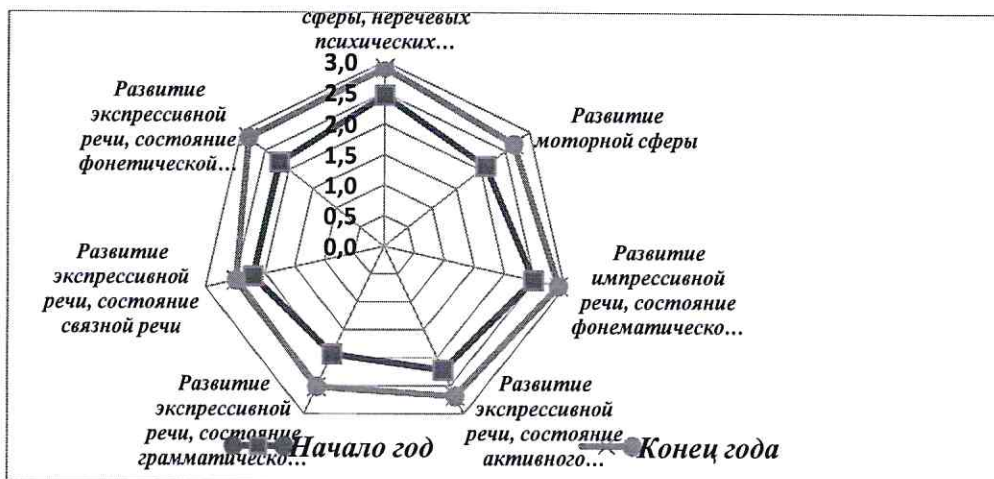 сферы, неречевых
психических…
3,0
2,5
2,0
1,5
1,0
0,5
0,0
Развитие
моторной сферы
Развитие
импрессивной
речи, состояние
фонематическо…
Развитие
экспрессивной
речи, состояние
активного…
Развитие
экспрессивной
речи, состояние
грамматическо…
Развитие
экспрессивной
речи, состояние
связной речи
Развитие
экспрессивной
речи, состояние
фонетической…
Начало год
Конец года